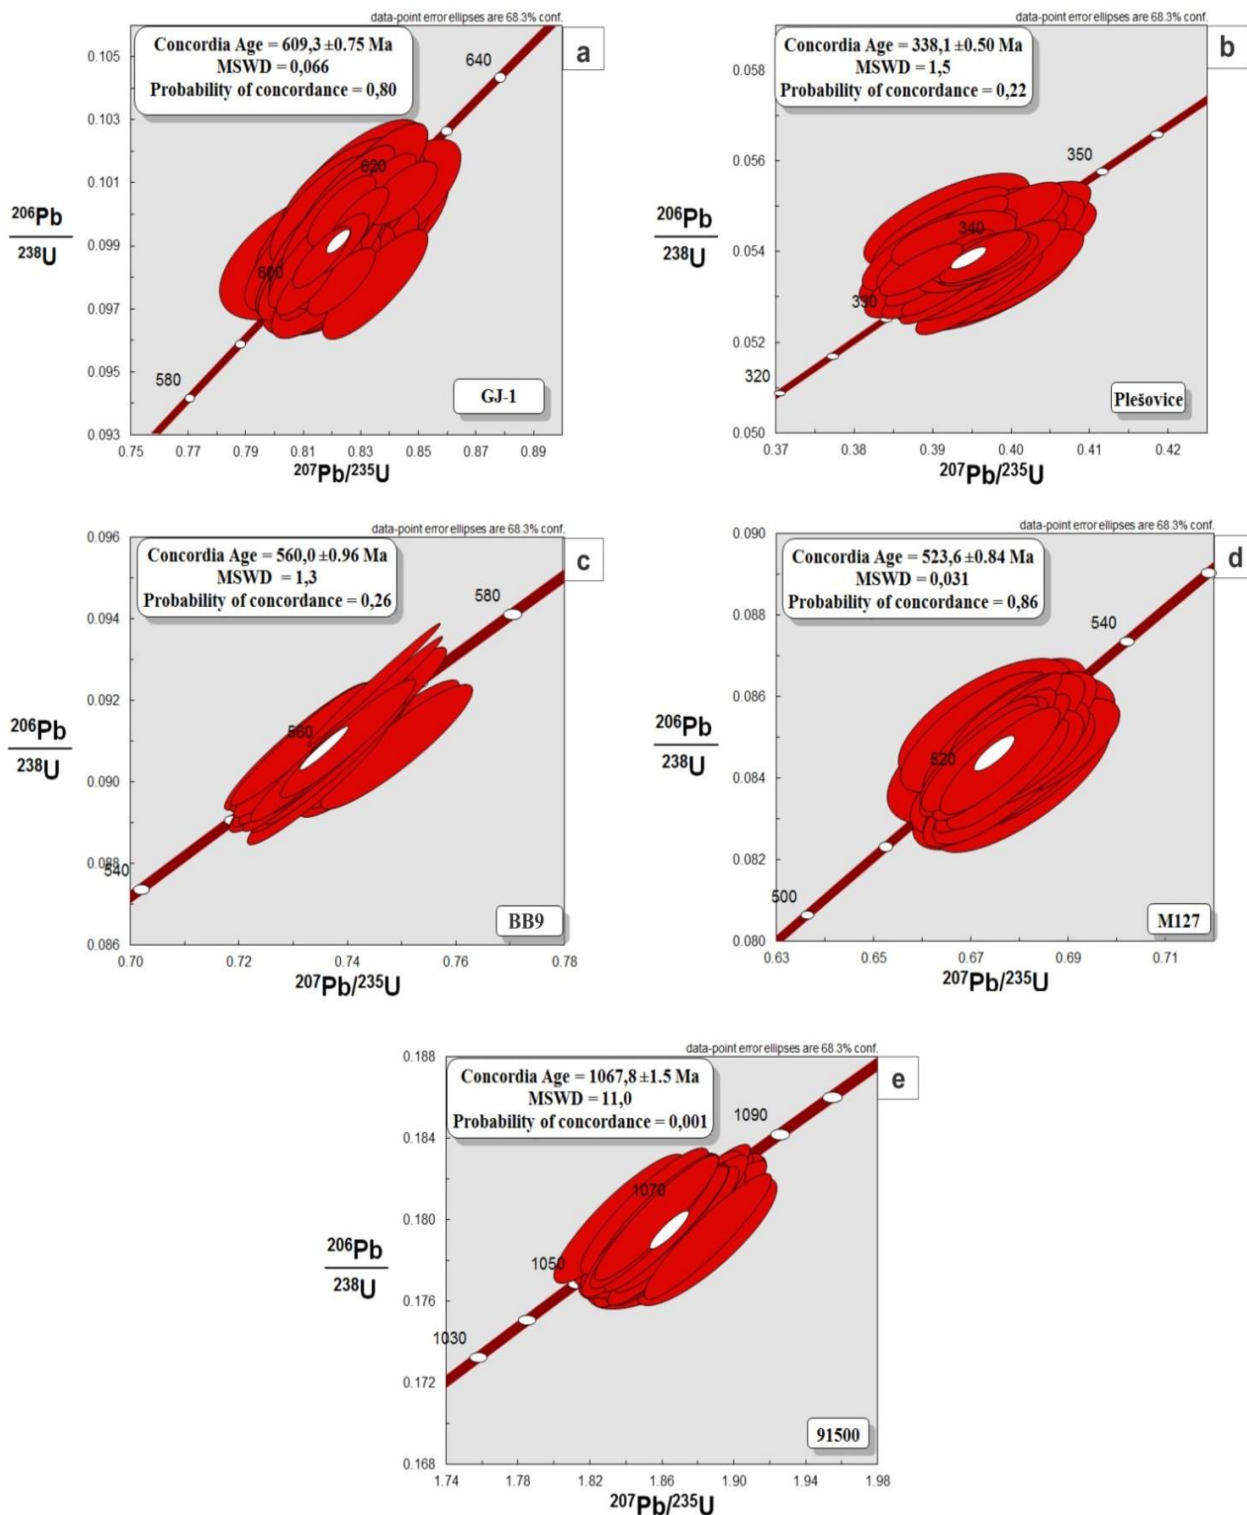 data-point error ellipses are 68.3% conf.
a
Concordia Age = 609,3 ±0.75 Ma
MSWD = 0,066
Probability of concordance = 0,80
0.105
0.103
0.101
0.099
0.097
0.095
0.093
640
620
600
580
206Pb
238U
GJ-1
0.75 0.77 0.79 0.81 0.83 0.85 0.87 0.89
207Pb/235U
data-point error ellipses are 68.3% conf.
b
Concordia Age = 338,1 ±0.50 Ma
MSWD = 1,5
Probability of concordance = 0,22
0.058
0.056
0.054
0.052
0.050
350
340
330
320
206Pb
238U
Plešovice
0.37 0.38 0.39 0.40 0.41 0.42
207Pb/235U
data-point error ellipses are 68.3% conf.
c
Concordia Age = 560,0 ±0.96 Ma
MSWD = 1,3
Probability of concordance = 0,26
0.096
0.094
0.092
0.090
0.088
0.086
580
560
540
206Pb
238U
BB9
0.70 0.72 0.74 0.76 0.78
207Pb/235U
data-point error ellipses are 68.3% conf.
d
Concordia Age = 523,6 ±0.84 Ma
MSWD = 0,031
Probability of concordance = 0,86
0.090
0.088
0.086
0.084
0.082
0.080
540
520
500
206Pb
238U
M127
0.63 0.65 0.67 0.69 0.71
207Pb/235U
data-point error ellipses are 68.3% conf.
e
Concordia Age = 1067,8 ±1.5 Ma
MSWD = 11,0
Probability of concordance = 0,001
0.188
0.184
0.180
0.176
0.172
0.168
1090
1070
1050
1030
206Pb
238U
91500
1.74 1.78 1.82 1.86 1.90 1.94 1.98
207Pb/235U